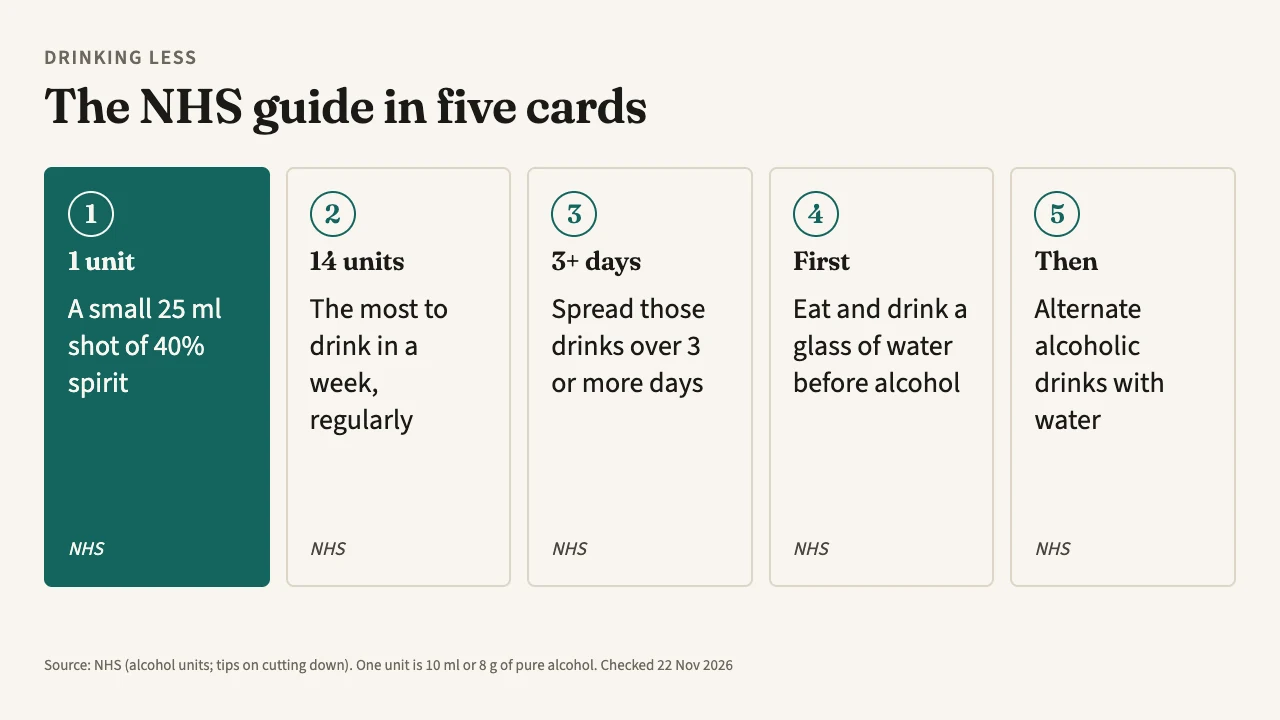 DRINKING LESS
The NHS guide in five cards
1
1 unit
A small 25 ml
shot of 40%
spirit
NHS
2
14 units
The most to
drink in a
week,
regularly
NHS
3
3+ days
Spread those
drinks over 3
or more days
NHS
4
First
Eat and drink a
glass of water
before alcohol
NHS
5
Then
Alternate
alcoholic
drinks with
water
NHS
Source: NHS (alcohol units; tips on cutting down). One unit is 10 ml or 8 g of pure alcohol. Checked 22 Nov 2026